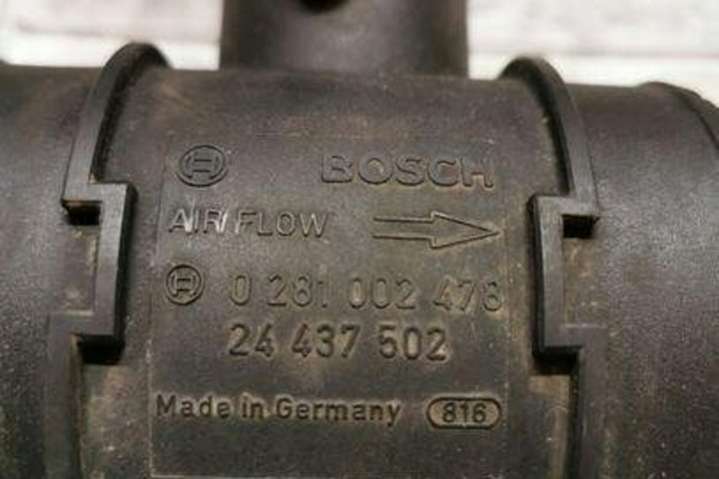 BOSCH
AIR FLOW
0 281 002 478
24 437 502
Made in Germany 816